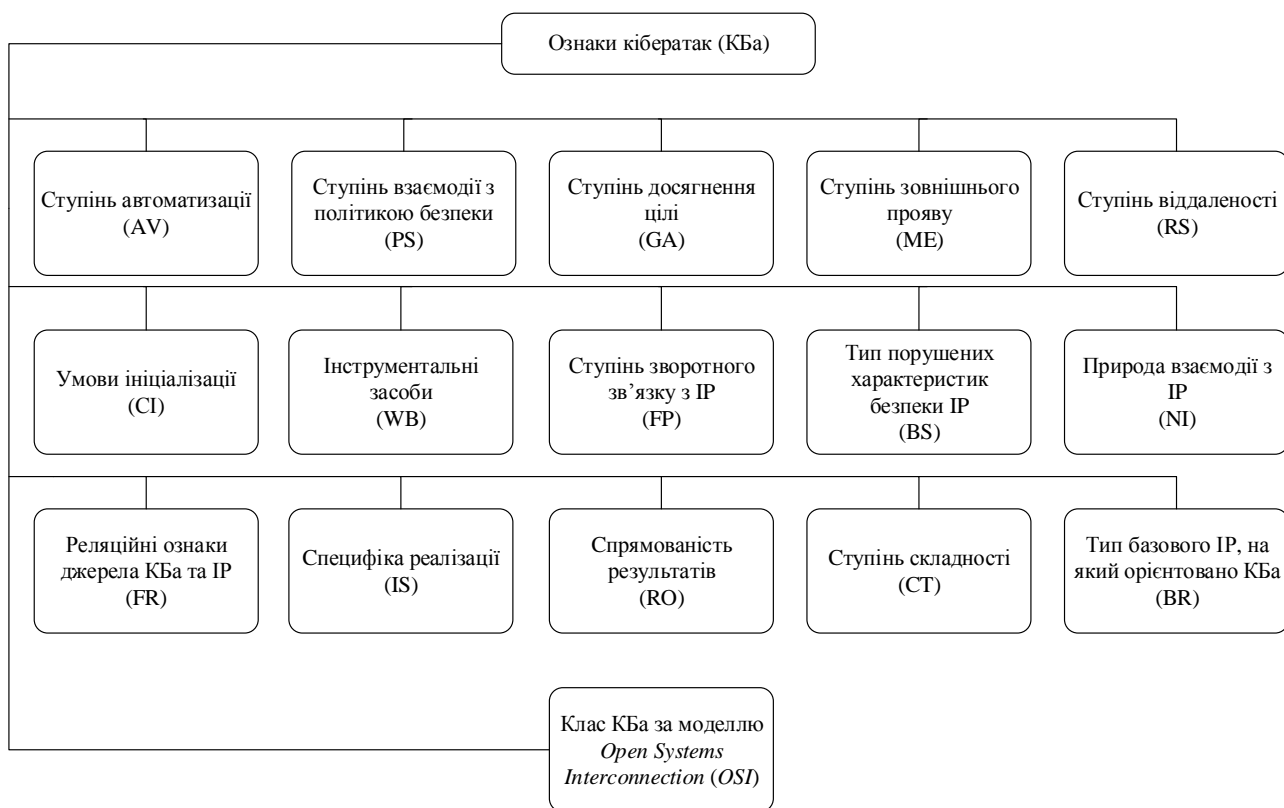 Ознаки кібератак (КБа)
Ступінь автоматизації
(AV)
Ступінь взаємодії з
політикою безпеки
(PS)
Ступінь досягнення
цілі
(GA)
Ступінь зовнішнього
прояву
(ME)
Ступінь віддаленості
(RS)
Умови ініціалізації
(CI)
Інструментальні
засоби
(WB)
Ступінь зворотного
зв’язку з ІР
(FP)
Тип порушених
характеристик
безпеки ІР
(BS)
Природа взаємодії з
ІР
(NI)
Реляційні ознаки
джерела КБа та ІР
(FR)
Специфіка реалізації
(IS)
Спрямованість
результатів
(RO)
Ступінь складності
(CT)
Тип базового ІР, на
який орієнтовано КБа
(BR)
Клас КБа за моделлю
Open Systems
Interconnection (OSI)